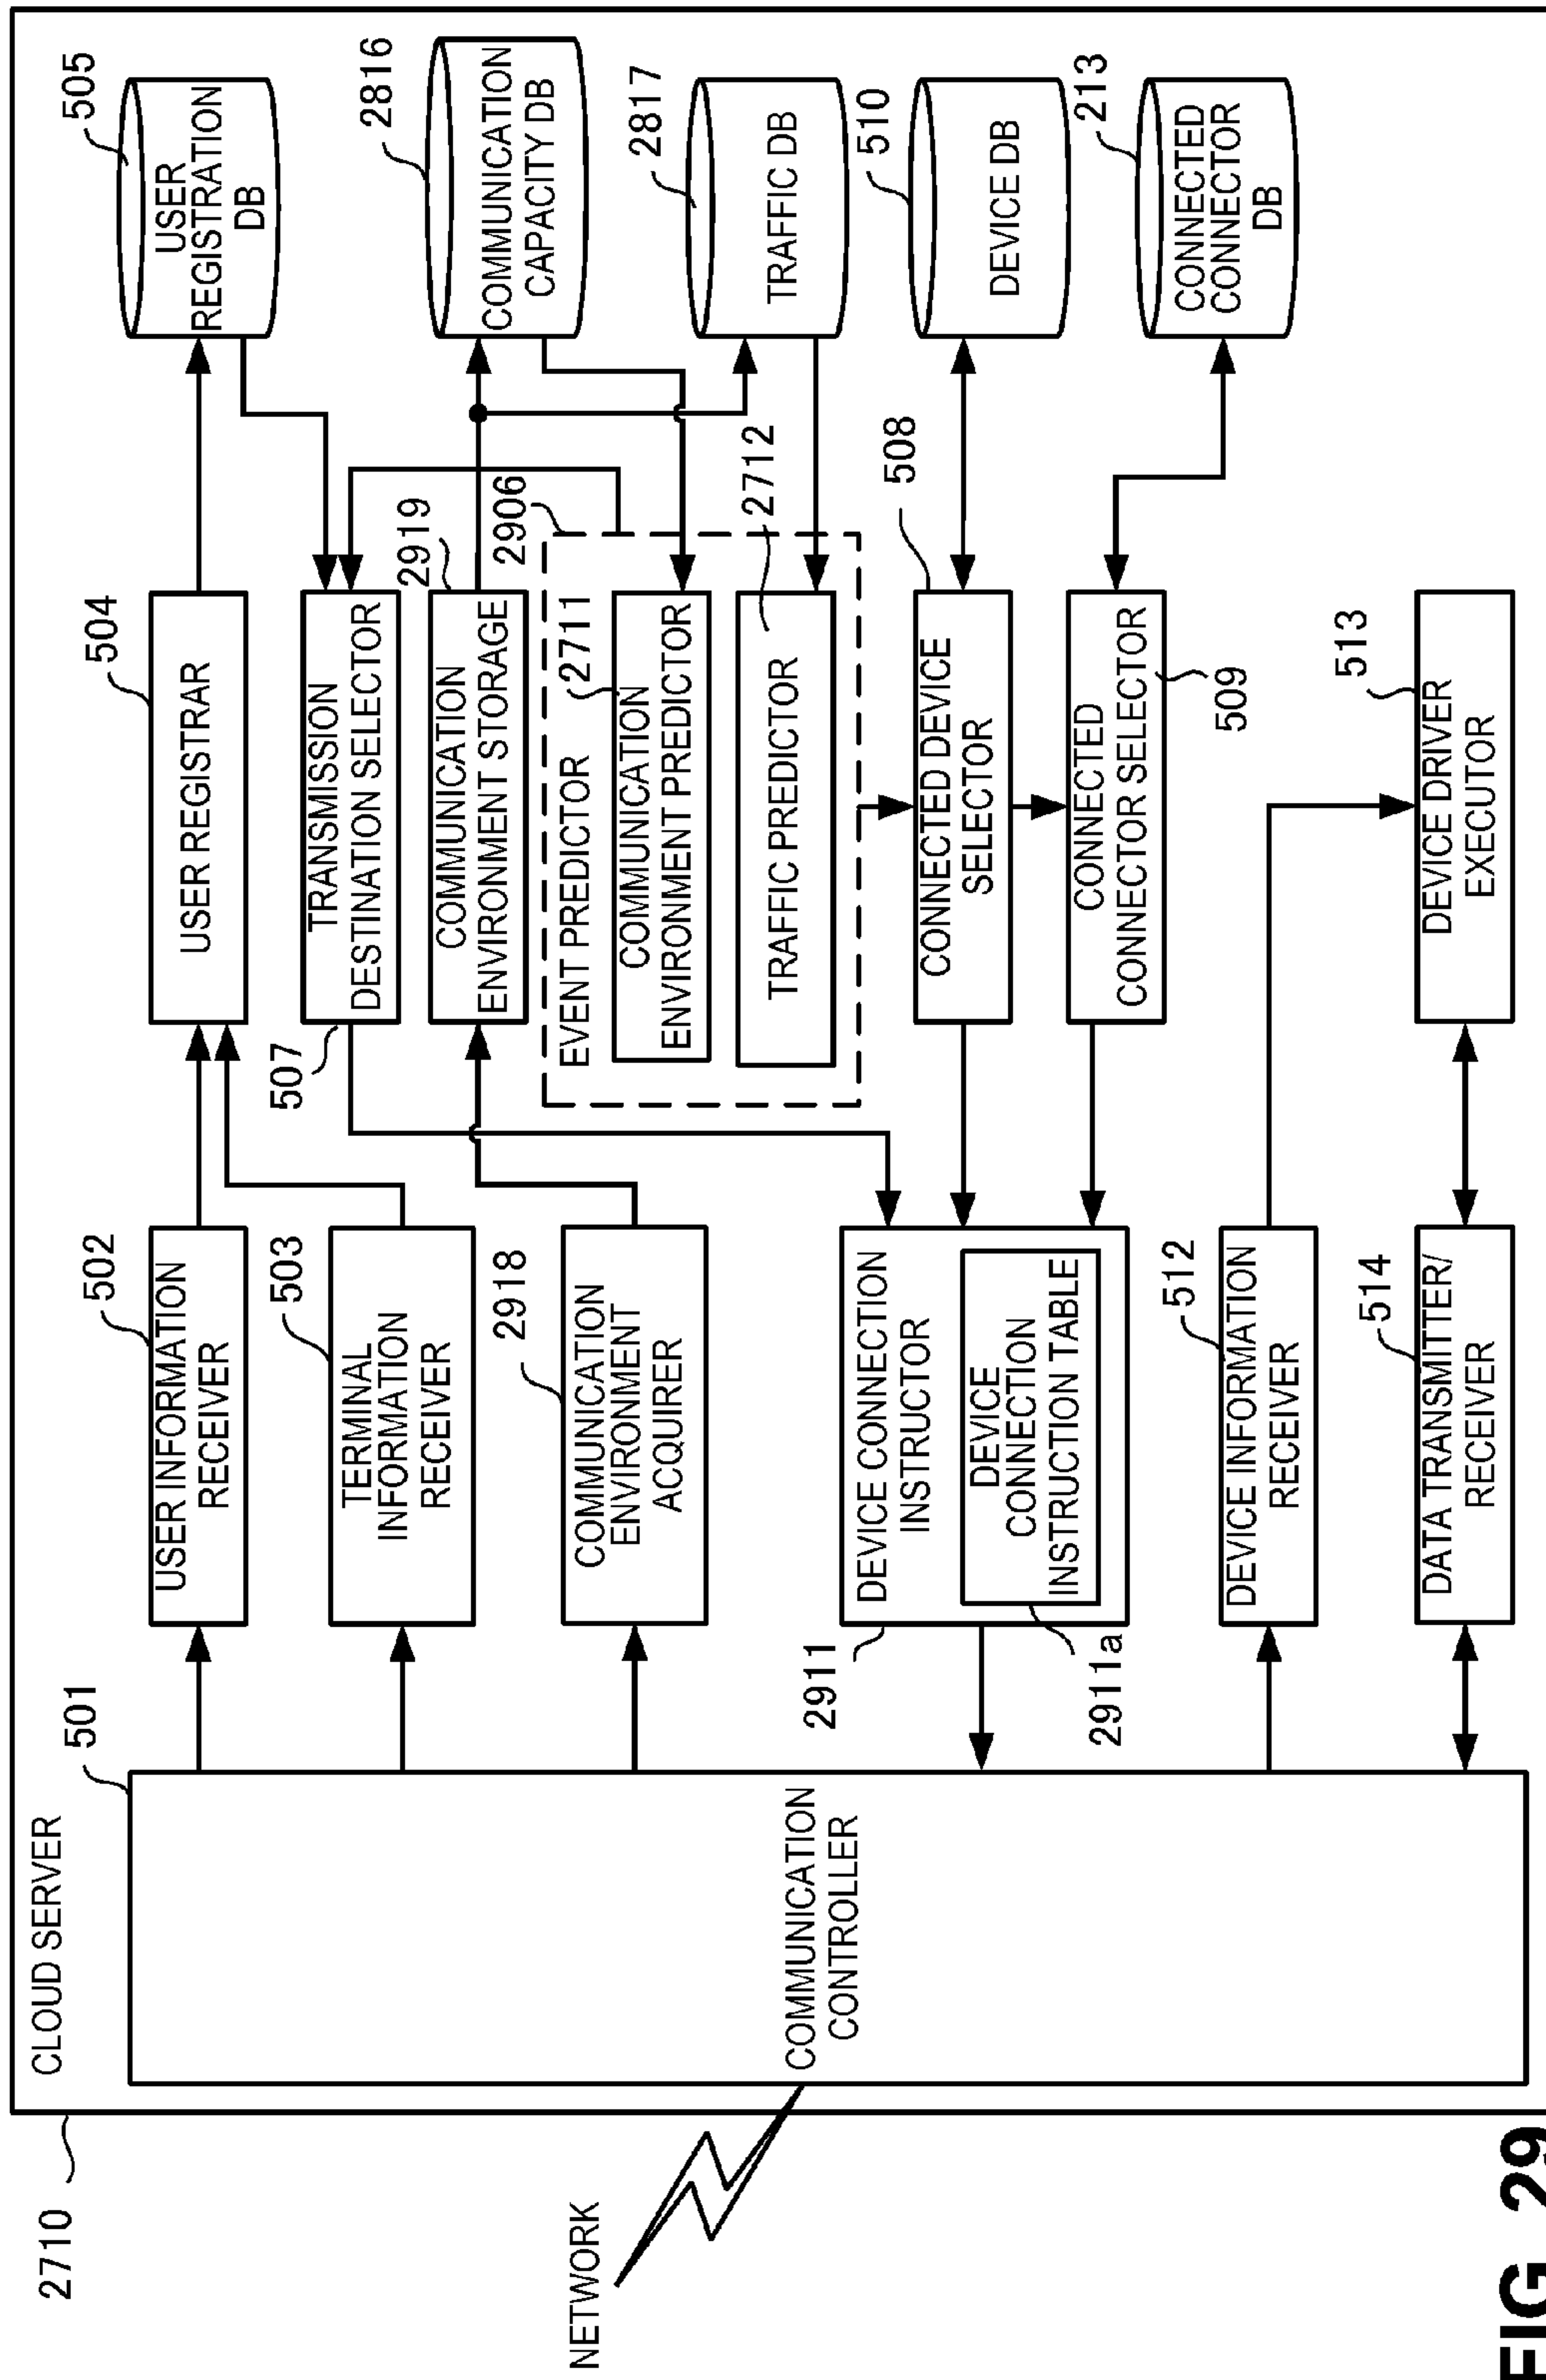 2710
CLOUD SERVER
NETWORK
501
COMMUNICATION
CONTROLLER
502
USER INFORMATION
RECEIVER
503
TERMINAL
INFORMATION
RECEIVER
2918
COMMUNICATION
ENVIRONMENT
ACQUIRER
2911
DEVICE CONNECTION
INSTRUCTOR
DEVICE
CONNECTION
INSTRUCTION TABLE
2911a
512
DEVICE INFORMATION
RECEIVER
514
DATA TRANSMITTER/
RECEIVER
504
USER REGISTRAR
507
TRANSMISSION
DESTINATION SELECTOR
2919
COMMUNICATION
ENVIRONMENT STORAGE
2906
EVENT PREDICTOR
2711
COMMUNICATION
ENVIRONMENT PREDICTOR
2712
TRAFFIC PREDICTOR
508
CONNECTED DEVICE
SELECTOR
CONNECTED
CONNECTOR SELECTOR
509
513
DEVICE DRIVER
EXECUTOR
505
USER
REGISTRATION
DB
2816
COMMUNICATION
CAPACITY DB
2817
TRAFFIC DB
510
DEVICE DB
213
CONNECTED
CONNECTOR
DB
FIG. 29